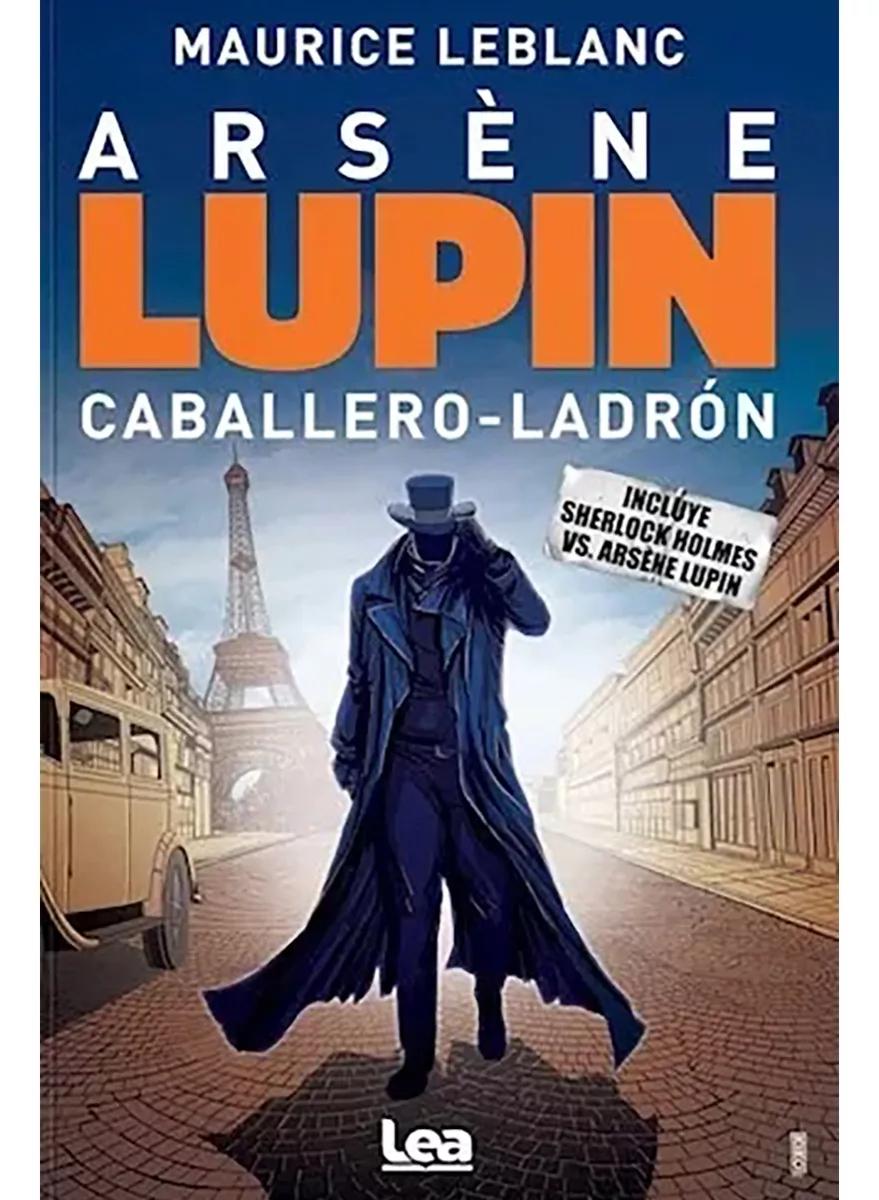 MAURICE LEBLANC
ARSÈNE
LUPIN
CABALLERO-LADRÓN
INCLUYE
SHERLOCK HOLMES
VS. ARSÈNE LUPIN
Lea